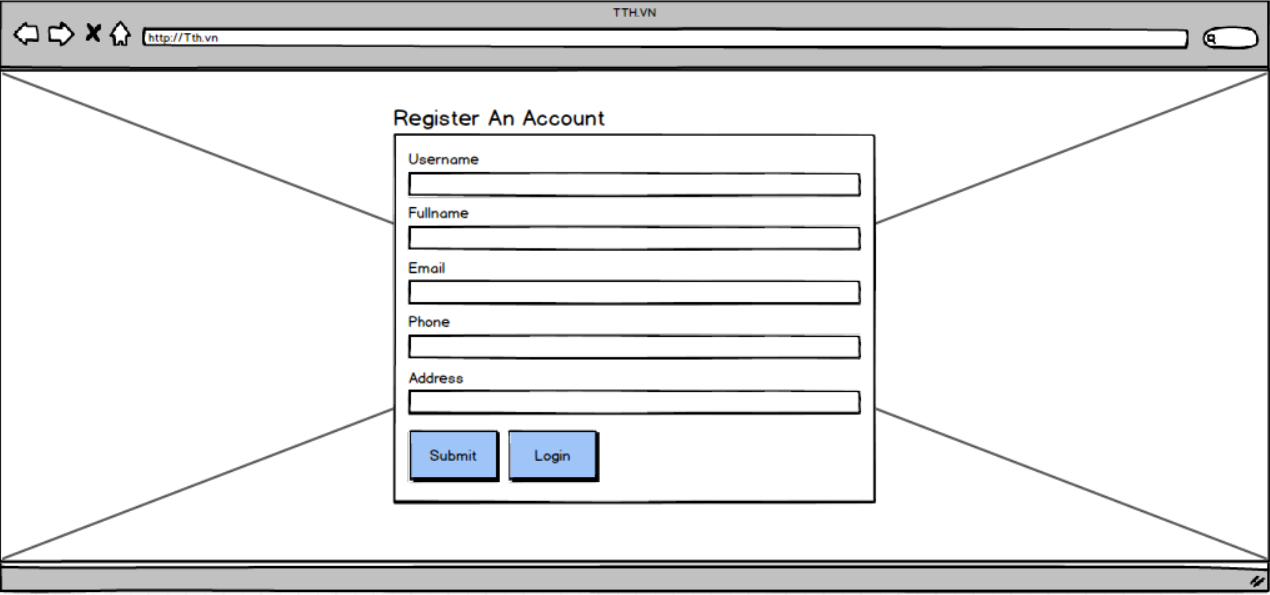 TTH.VN
http://Tth.vn
Register An Account
Username
Fullname
Email
Phone
Address
Submit
Login